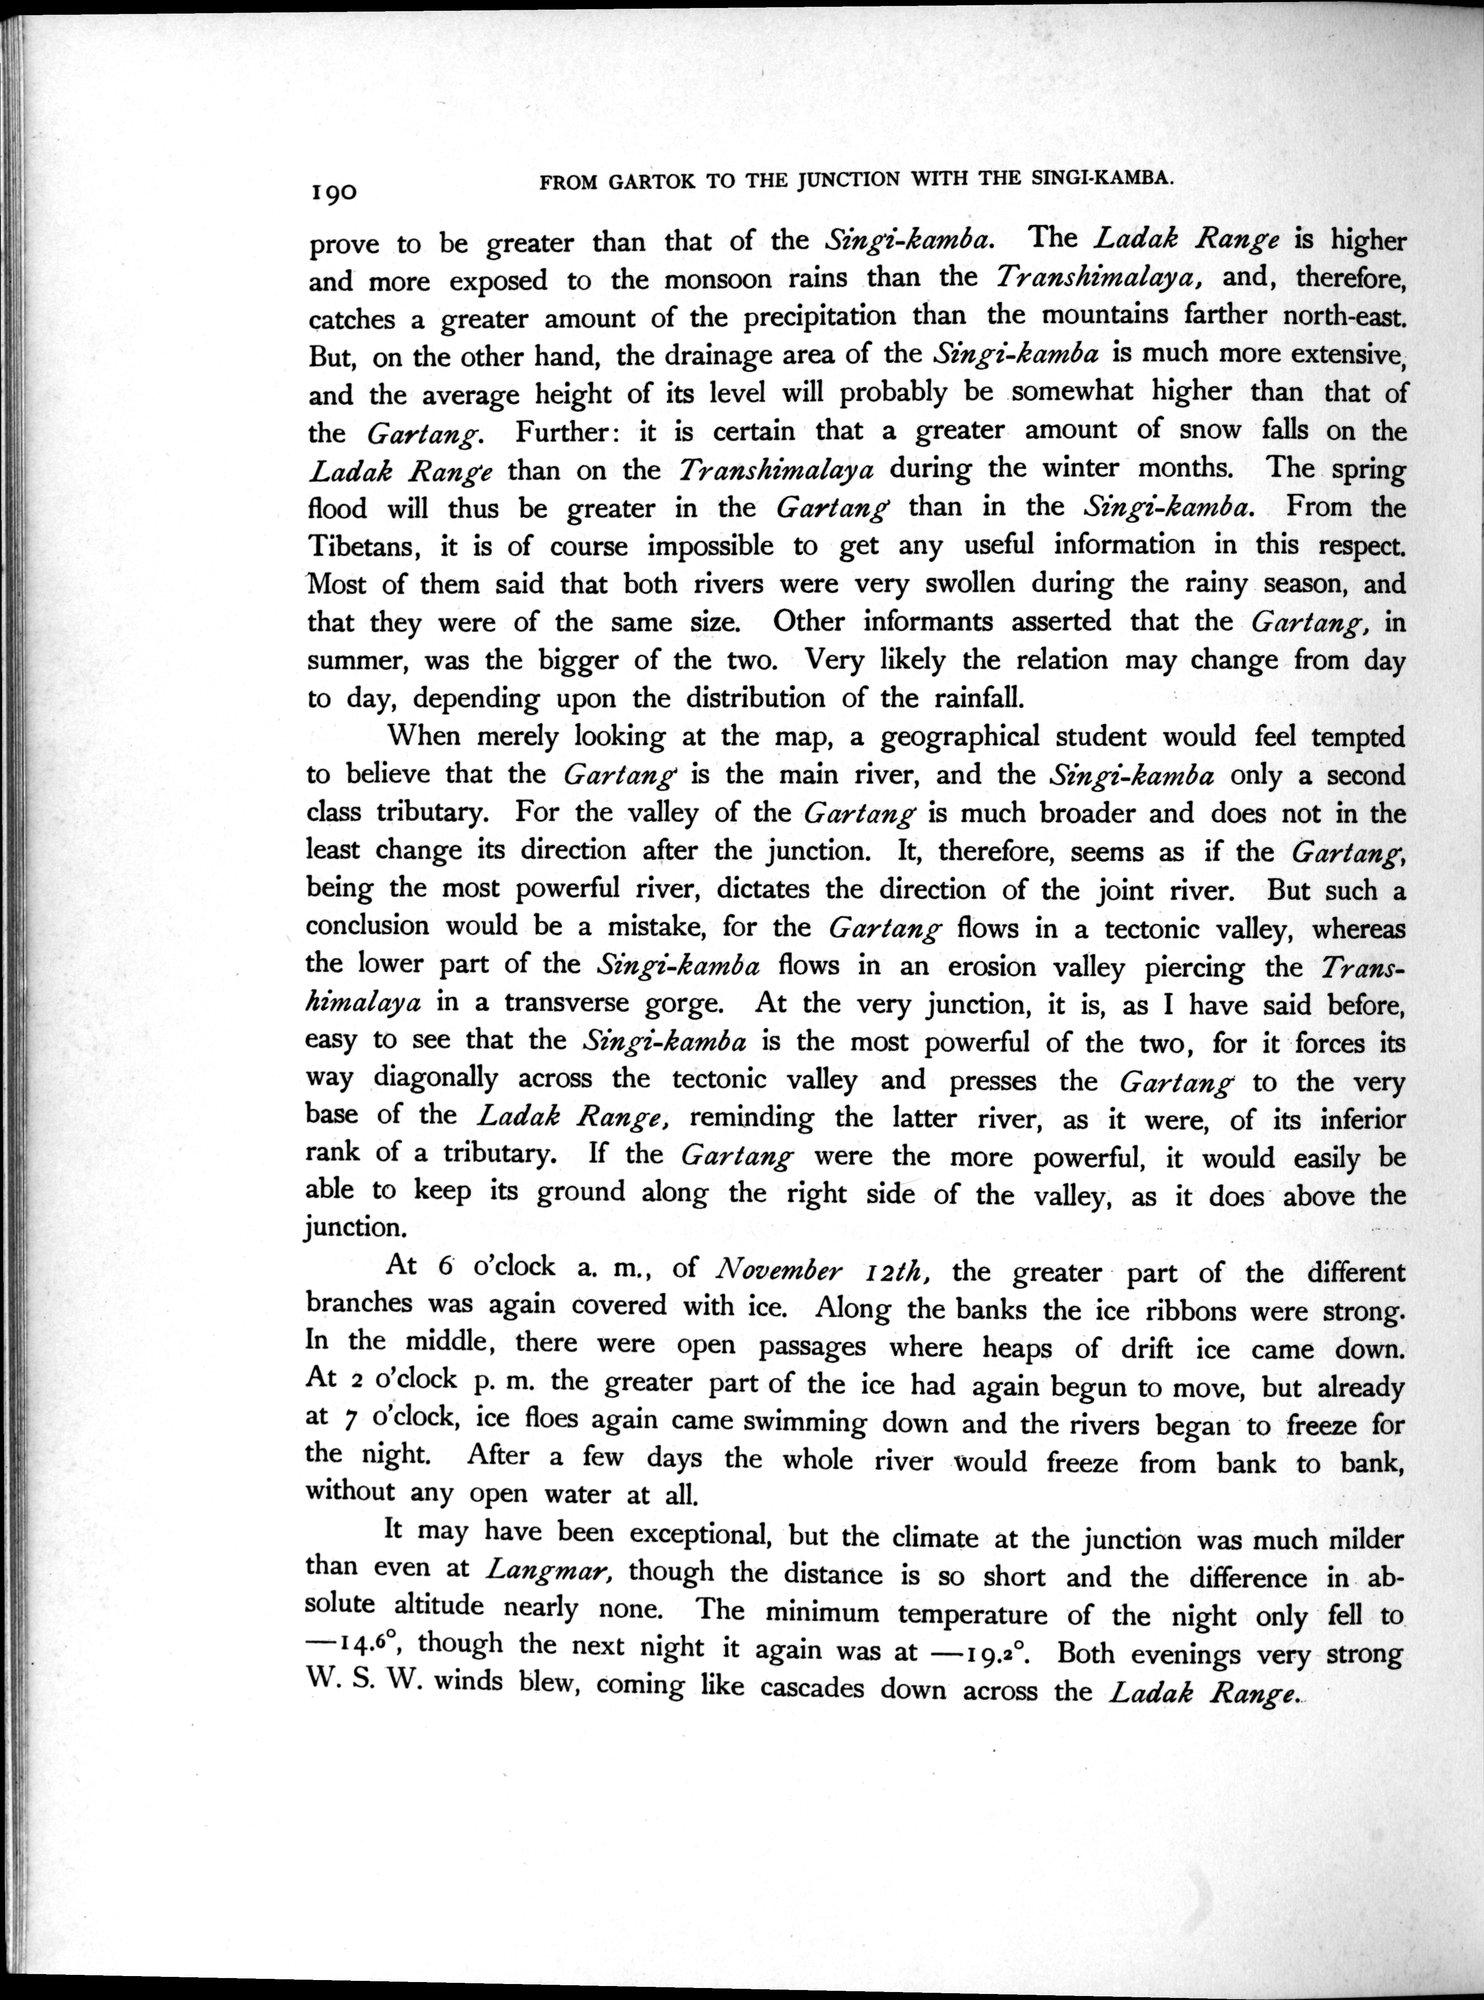 190
FROM GARTOK TO THE JUNCTION WITH THE SINGI-KAMBA.
prove to be greater than that of the Singi-kamba. The Ladak Range is higher
and more exposed to the monsoon rains than the Transhimalaya, and, therefore,
catches a greater amount of the precipitation than the mountains farther north-east.
But, on the other hand, the drainage area of the Singi-kamba is much more extensive,
and the average height of its level will probably be somewhat higher than that of
the Gartang. Further: it is certain that a greater amount of snow falls on the
Ladak Range than on the Transhimalaya during the winter months. The spring
flood will thus be greater in the Gartang than in the Singi-kamba. From the
Tibetans, it is of course impossible to get any useful information in this respect.
Most of them said that both rivers were very swollen during the rainy season, and
that they were of the same size. Other informants asserted that the Gartang, in
summer, was the bigger of the two. Very likely the relation may change from day
to day, depending upon the distribution of the rainfall.
When merely looking at the map, a geographical student would feel tempted
to believe that the Gartang is the main river, and the Singi-kamba only a second
class tributary. For the valley of the Gartang is much broader and does not in the
least change its direction after the junction. It, therefore, seems as if the Gartang,
being the most powerful river, dictates the direction of the joint river. But such a
conclusion would be a mistake, for the Gartang flows in a tectonic valley, whereas
the lower part of the Singi-kamba flows in an erosion valley piercing the Trans-
himalaya in a transverse gorge. At the very junction, it is, as I have said before,
easy to see that the Singi-kamba is the most powerful of the two, for it forces its
way diagonally across the tectonic valley and presses the Gartang to the very
base of the Ladak Range, reminding the latter river, as it were, of its inferior
rank of a tributary. If the Gartang were the more powerful, it would easily be
able to keep its ground along the right side of the valley, as it does above the
junction.
At 6 o'clock a. m., of November 12th, the greater part of the different
branches was again covered with ice. Along the banks the ice ribbons were strong.
In the middle, there were open passages where heaps of drift ice came down.
At 2 o'clock p. m. the greater part of the ice had again begun to move, but already
at 7 o'clock, ice floes again came swimming down and the rivers began to freeze for
the night. After a few days the whole river would freeze from bank to bank,
without any open water at all.
It may have been exceptional, but the climate at the junction was much milder
than even at Langmar, though the distance is so short and the difference in ab-
solute altitude nearly none. The minimum temperature of the night only fell to
—14.6°, though the next night it again was at —19.2°. Both evenings very strong
W. S. W. winds blew, coming like cascades down across the Ladak Range.